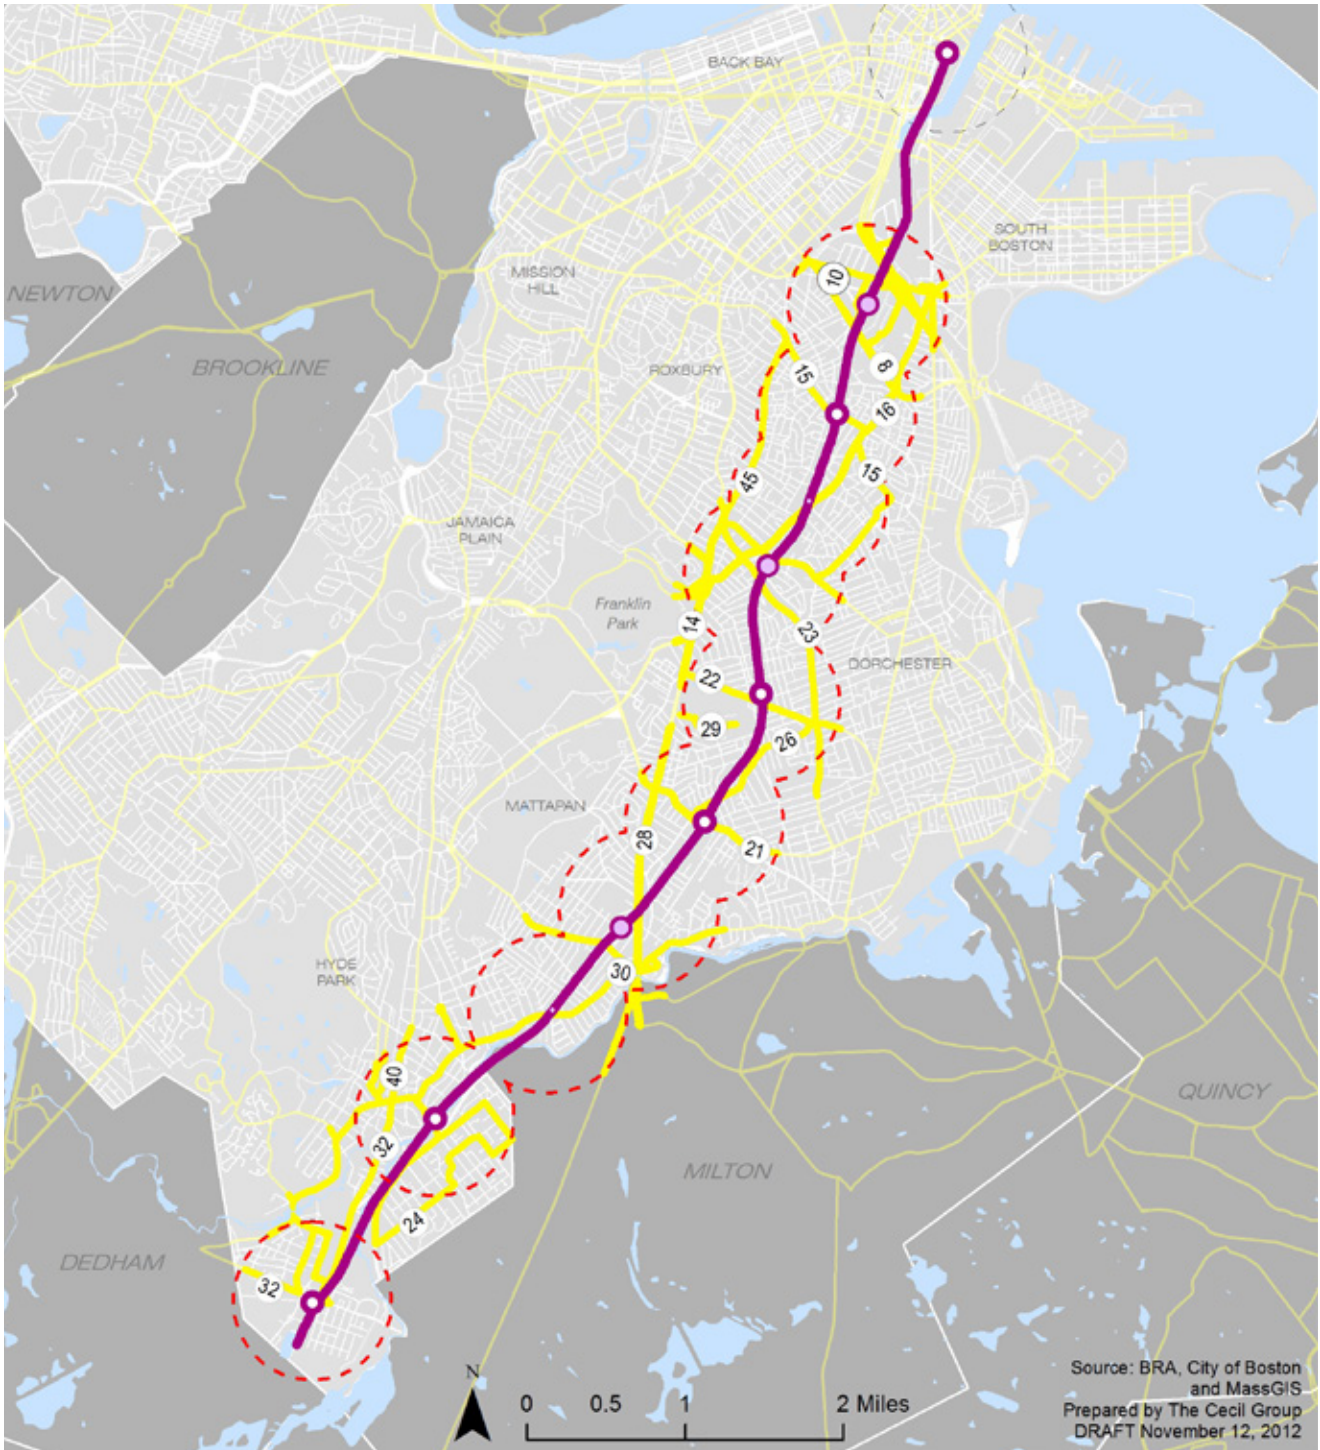 BACK BAY
SOUTH
BOSTON
MISSION
HILL
10
NEWTON
BROOKLINE
ROXBURY
15
8
16
45
15
JAMAICA
PLAIN
Franklin
Park
14
23
DORCHESTER
22
29
26
MATTAPAN
28
21
HYDE
PARK
30
40
QUINCY
32
MILTON
24
DEDHAM
32
N
0 0.5 1 2 Miles
Source: BRA, City of Boston
and MassGIS
Prepared by The Cecil Group
DRAFT November 12, 2012